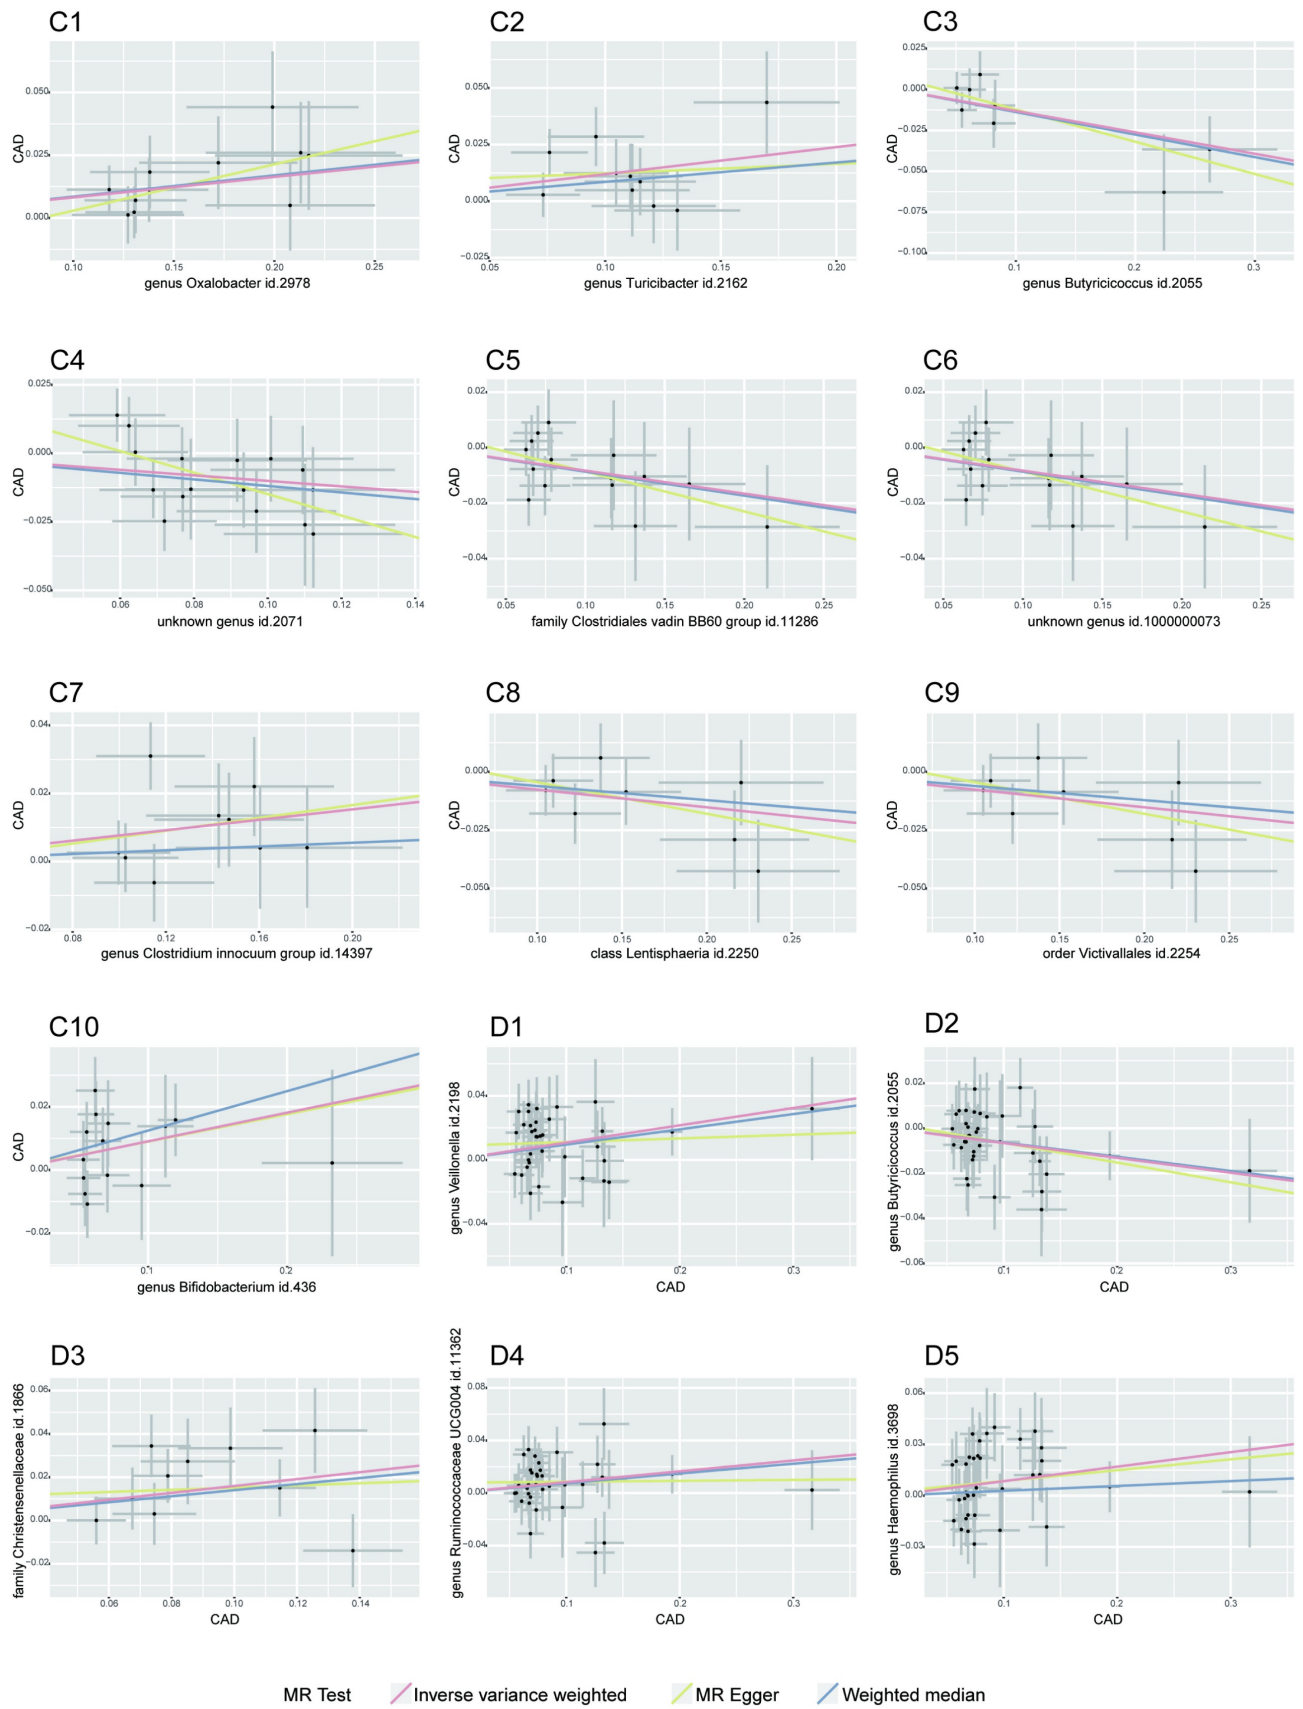 C1
C2
C3
0.050
0.025
0.000
CAD
0.10 0.15 0.20 0.25
genus Oxalobacter id.2978
0.050
0.025
0.000
-0.025
CAD
0.05 0.10 0.15 0.20
genus Turicibacter id.2162
0.025
0.000
-0.025
-0.050
-0.075
-0.100
CAD
0.1 0.2 0.3
genus Butyricicoccus id.2055
C4
C5
C6
0.025
0.000
-0.025
-0.050
CAD
0.06 0.08 0.10 0.12 0.14
unknown genus id.2071
0.02
0.00
-0.02
-0.04
CAD
0.05 0.10 0.15 0.20 0.25
family Clostridiales vadin BB60 group id.11286
0.02
0.00
-0.02
-0.04
CAD
0.05 0.10 0.15 0.20 0.25
unknown genus id.1000000073
C7
C8
C9
0.04
0.02
0.00
-0.02
CAD
0.08 0.12 0.16 0.20
genus Clostridium innocuum group id.14397
0.000
-0.025
-0.050
CAD
0.10 0.15 0.20 0.25
class Lentisphaeria id.2250
0.000
-0.025
-0.050
CAD
0.10 0.15 0.20 0.25
order Victivallales id.2254
C10
D1
D2
0.02
0.00
-0.02
CAD
0.1 0.2
genus Bifidobacterium id.436
0.04
0.00
-0.04
genus Veillonella id.2198
0.1 0.2 0.3
CAD
0.02
0.00
-0.02
-0.04
-0.06
genus Butyricicoccus id.2055
0.1 0.2 0.3
CAD
D3
D4
D5
0.06
0.04
0.02
0.00
-0.02
family Christensenellaceae id.1866
0.06 0.08 0.10 0.12 0.14
CAD
0.08
0.04
0.00
-0.04
genus Ruminococcaceae UCG004 id.11362
0.1 0.2 0.3
CAD
0.06
0.03
0.00
-0.03
genus Haemophilus id.3698
0.1 0.2 0.3
CAD
MR Test Inverse variance weighted MR Egger Weighted median